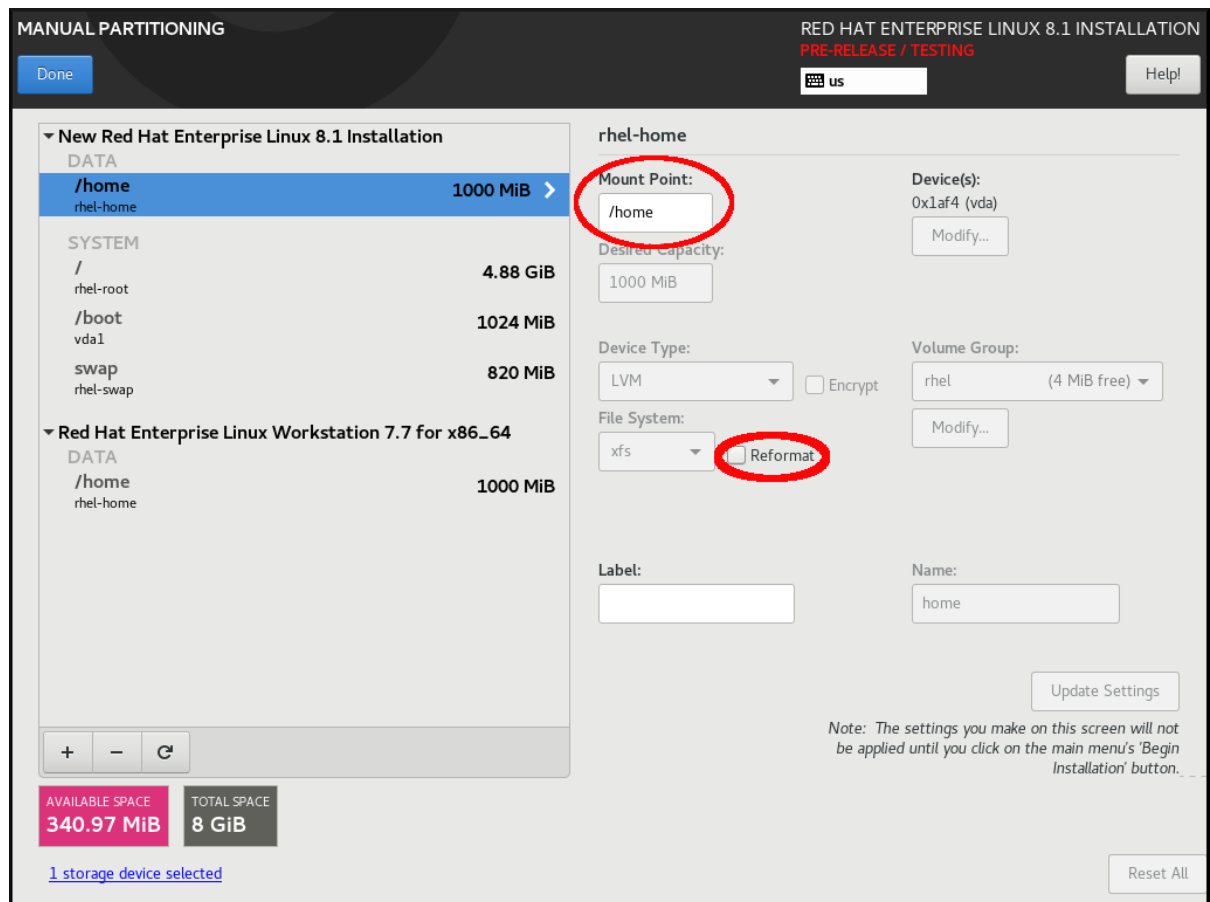 MANUAL PARTITIONING
Done
RED HAT ENTERPRISE LINUX 8.1 INSTALLATION
PRE-RELEASE / TESTING
us
Help!
New Red Hat Enterprise Linux 8.1 Installation
DATA
/home 1000 MiB
rhel-home
SYSTEM
/ 4.88 GiB
rhel-root
/boot 1024 MiB
vda1
swap 820 MiB
rhel-swap
Red Hat Enterprise Linux Workstation 7.7 for x86_64
DATA
/home 1000 MiB
rhel-home
+ −
AVAILABLE SPACE
340.97 MiB
TOTAL SPACE
8 GiB
1 storage device selected
rhel-home
Mount Point:
/home
Desired Capacity:
1000 MiB
Device(s):
0x1af4 (vda)
Modify...
Device Type:
LVM
Encrypt
Volume Group:
rhel (4 MiB free)
Modify...
File System:
xfs
Reformat
Label:
Name:
home
Update Settings
Note: The settings you make on this screen will not
be applied until you click on the main menu's 'Begin
Installation' button.
Reset All